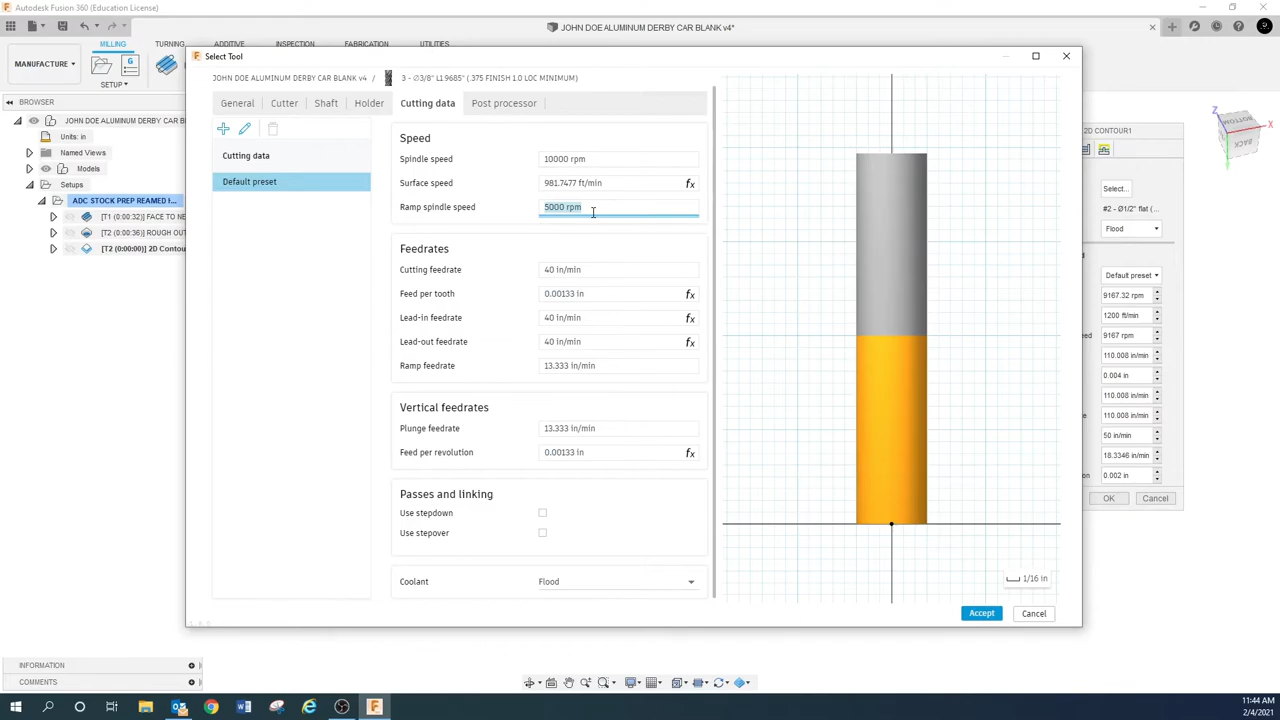 Autodesk Fusion 360 (Education License)
JOHN DOE ALUMINUM DERBY CAR BLANK v4*
MANUFACTURE
MILLING TURNING ADDITIVE INSPECTION FABRICATION UTILITIES
SETUP
BROWSER
JOHN DOE ALUMINUM DERBY CAR B
Units: in
Named Views
Models
Setups
ADC STOCK PREP REAMED H...
[T1 (0:00:32)] FACE TO NE
[T2 (0:00:36)] ROUGH OUT
[T2 (0:00:00)] 2D Contou
Select Tool
JOHN DOE ALUMINUM DERBY CAR BLANK v4 / 3 - Ø3/8" L1.9685" (.375 FINISH 1.0 LOC MINIMUM)
General Cutter Shaft Holder Cutting data Post processor
Cutting data
Default preset
Speed
Spindle speed 10000 rpm
Surface speed 981.7477 ft/min fx
Ramp spindle speed 5000 rpm
Feedrates
Cutting feedrate 40 in/min
Feed per tooth 0.00133 in fx
Lead-in feedrate 40 in/min fx
Lead-out feedrate 40 in/min fx
Ramp feedrate 13.333 in/min
Vertical feedrates
Plunge feedrate 13.333 in/min
Feed per revolution 0.00133 in fx
Passes and linking
Use stepdown
Use stepover
Coolant Flood
1/16 in
Accept Cancel
Z
X
BOTTOM
BACK
2D CONTOUR1
Select...
#2 - Ø1/2" flat (...
Flood
Default preset
9167.32 rpm
1200 ft/min
9167 rpm
110.008 in/min
0.004 in
110.008 in/min
110.008 in/min
50 in/min
18.3346 in/min
0.002 in
OK Cancel
INFORMATION
COMMENTS
11:44 AM
2/4/2021